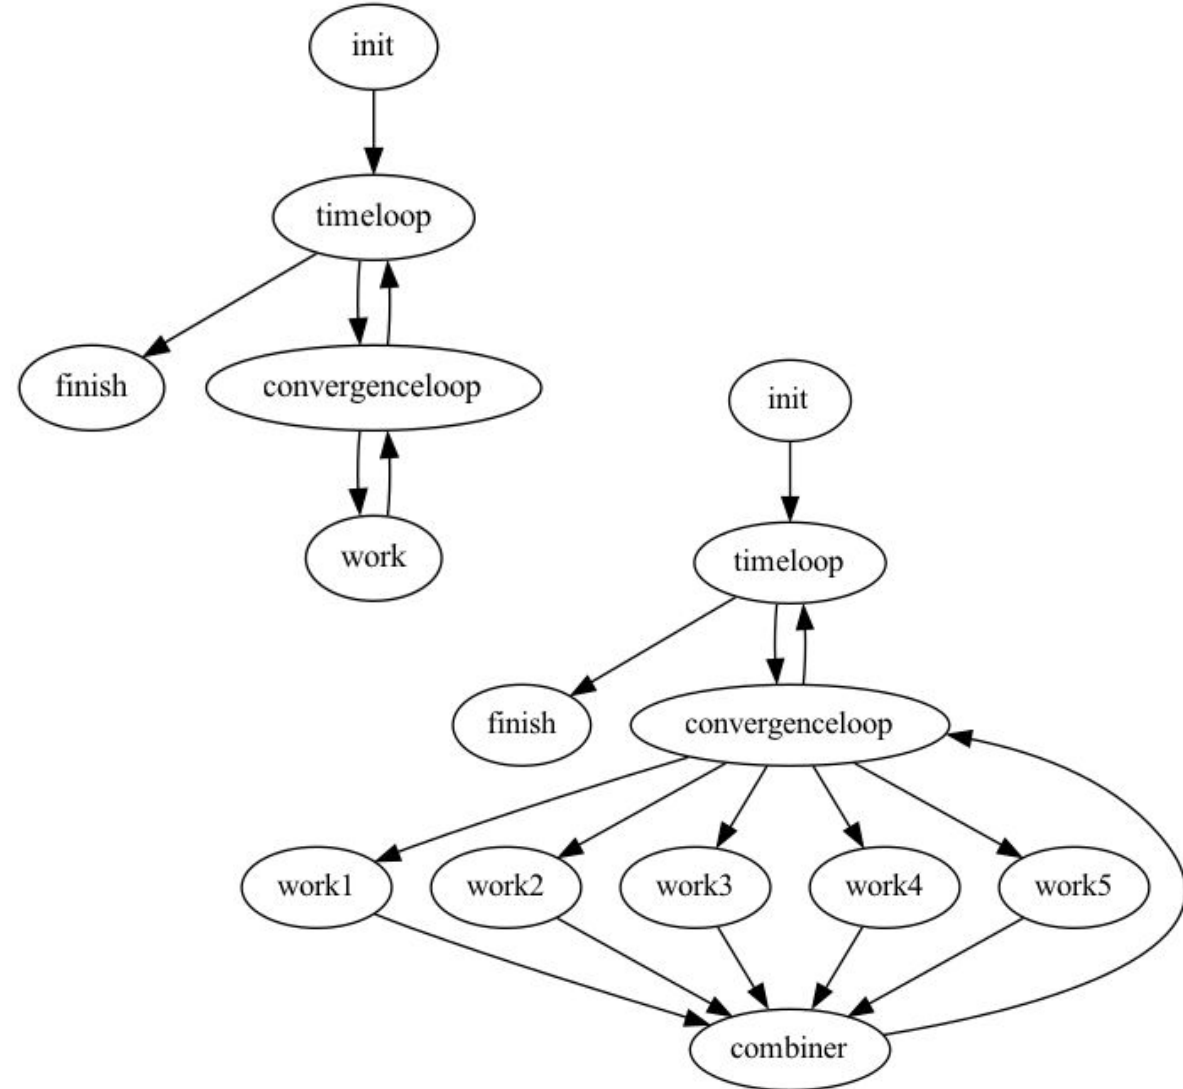 init
timeloop
finish
convergenceloop
work
init
timeloop
finish
convergenceloop
work1
work2
work3
work4
work5
combiner